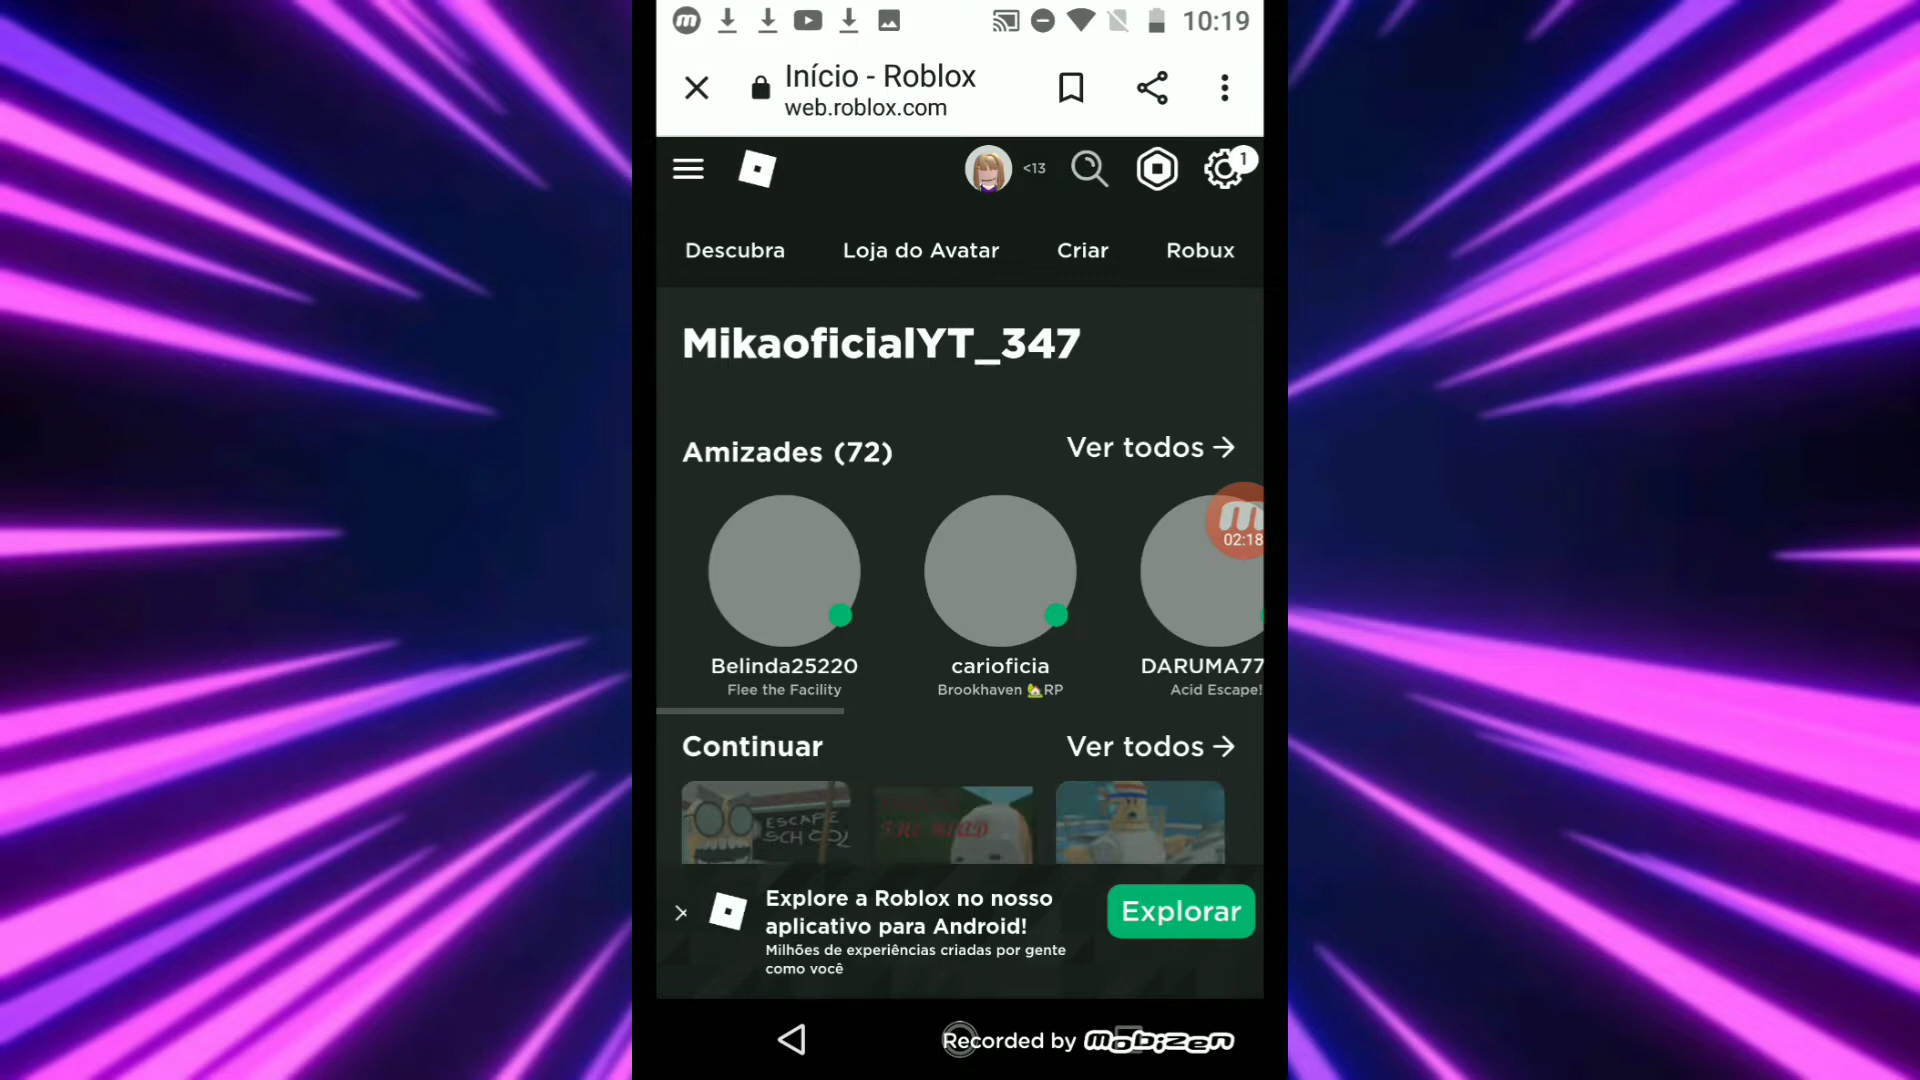 10:19
Início - Roblox
web.roblox.com
<13
1
Descubra Loja do Avatar Criar Robux
MikaoficialYT_347
Amizades (72) Ver todos →
02:18
Belinda25220 carioficia DARUMA77
Flee the Facility Brookhaven 🏡RP Acid Escape!
Continuar Ver todos →
ESCAPE
SCHOOL
Explore a Roblox no nosso
aplicativo para Android!
Milhões de experiências criadas por gente
como você
Explorar
Recorded by mobizen